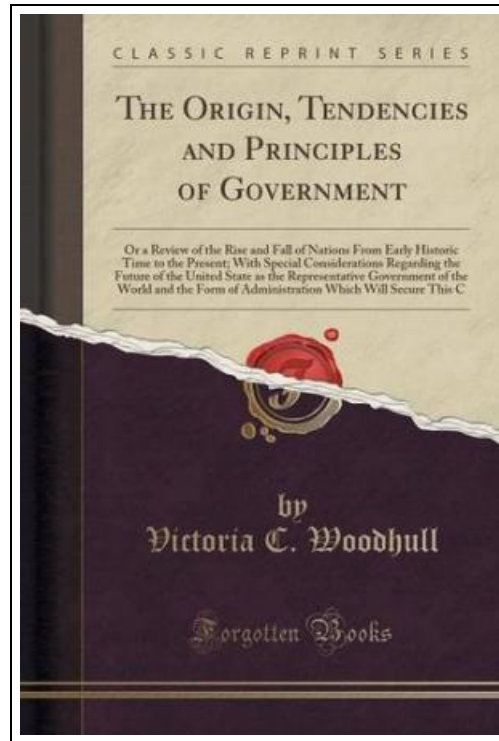 CLASSIC REPRINT SERIES
THE ORIGIN, TENDENCIES
AND PRINCIPLES
OF GOVERNMENT
Or a Review of the Rise and Fall of Nations From Early Historic
Time to the Present; With Special Considerations Regarding the
Future of the United State as the Representative Government of the
World and the Form of Administration Which Will Secure This C
F
by
Victoria C. Woodhull
Forgotten Books